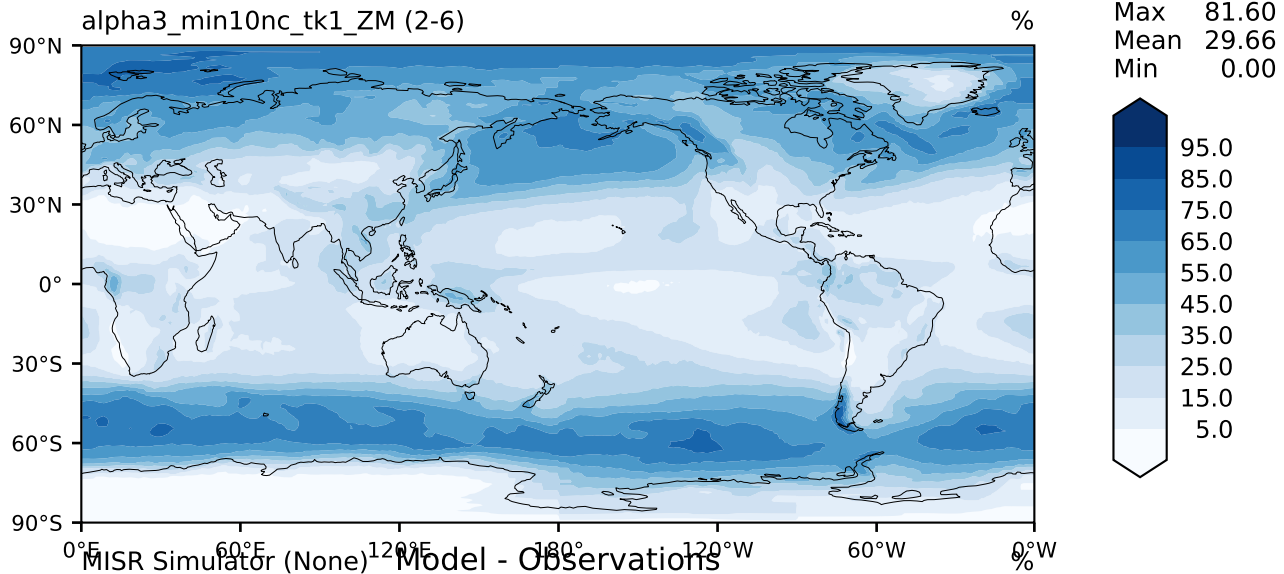 alpha3_min10nc_tk1_ZM (2-6) %
Max 81.60
Mean 29.66
Min 0.00
90°N
60°N
30°N
0°
30°S
60°S
90°S
0°E 60°E 120°E 180° 120°W 60°W 0°W
95.0
85.0
75.0
65.0
55.0
45.0
35.0
25.0
15.0
5.0
MISR Simulator (None) Model - Observations %